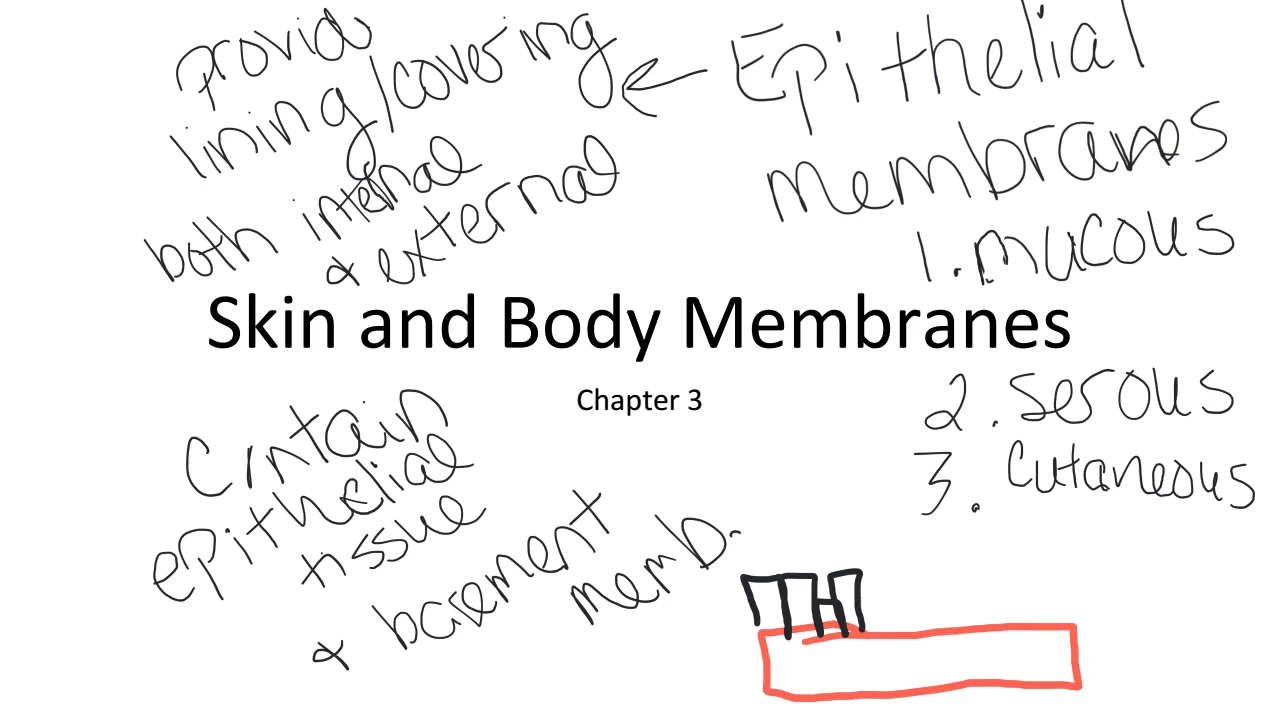 provid
lining/covering
both internal
& external
Epithelial
membranes
1. mucous
Skin and Body Membranes
Chapter 3
2. serous
3. Cutaneous
Contain
epithelial
tissue
& basement
memb.